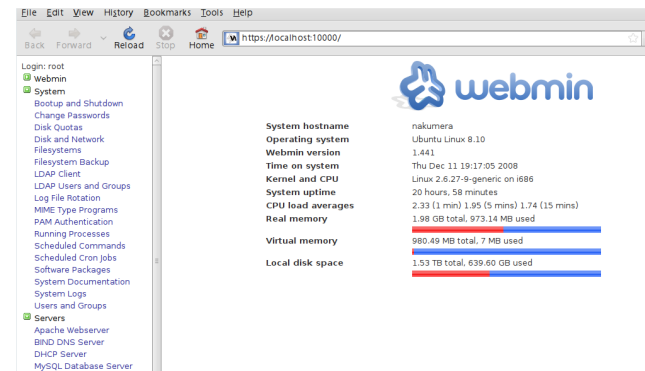 File Edit View History Bookmarks Tools Help
Back Forward Reload Stop Home https://localhost:10000/
Login: root
Webmin
System
Bootup and Shutdown
Change Passwords
Disk Quotas
Disk and Network
Filesystems
Filesystem Backup
LDAP Client
LDAP Users and Groups
Log File Rotation
MIME Type Programs
PAM Authentication
Running Processes
Scheduled Commands
Scheduled Cron Jobs
Software Packages
System Documentation
System Logs
Users and Groups
Servers
Apache Webserver
BIND DNS Server
DHCP Server
MySQL Database Server
webmin
System hostname nakumera
Operating system Ubuntu Linux 8.10
Webmin version 1.441
Time on system Thu Dec 11 19:17:05 2008
Kernel and CPU Linux 2.6.27-9-generic on i686
System uptime 20 hours, 58 minutes
CPU load averages 2.33 (1 min) 1.95 (5 mins) 1.74 (15 mins)
Real memory 1.98 GB total, 973.14 MB used
Virtual memory 980.49 MB total, 7 MB used
Local disk space 1.53 TB total, 639.60 GB used